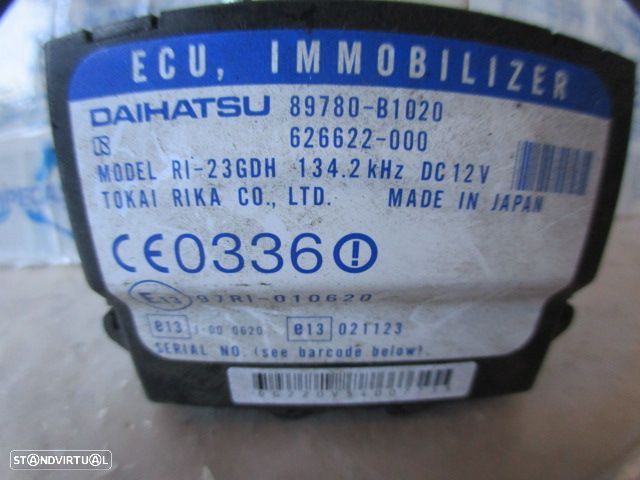 ECU, IMMOBILIZER
DAIHATSU 89780-B1020
626622-000
MODEL RI-23GDH 134.2kHz DC12V
TOKAI RIKA CO., LTD. MADE IN JAPAN
CE0336
E13 97RI-010620
e13 e13 021123
SERIAL NO. (see barcode below).
STANDVIRTUAL